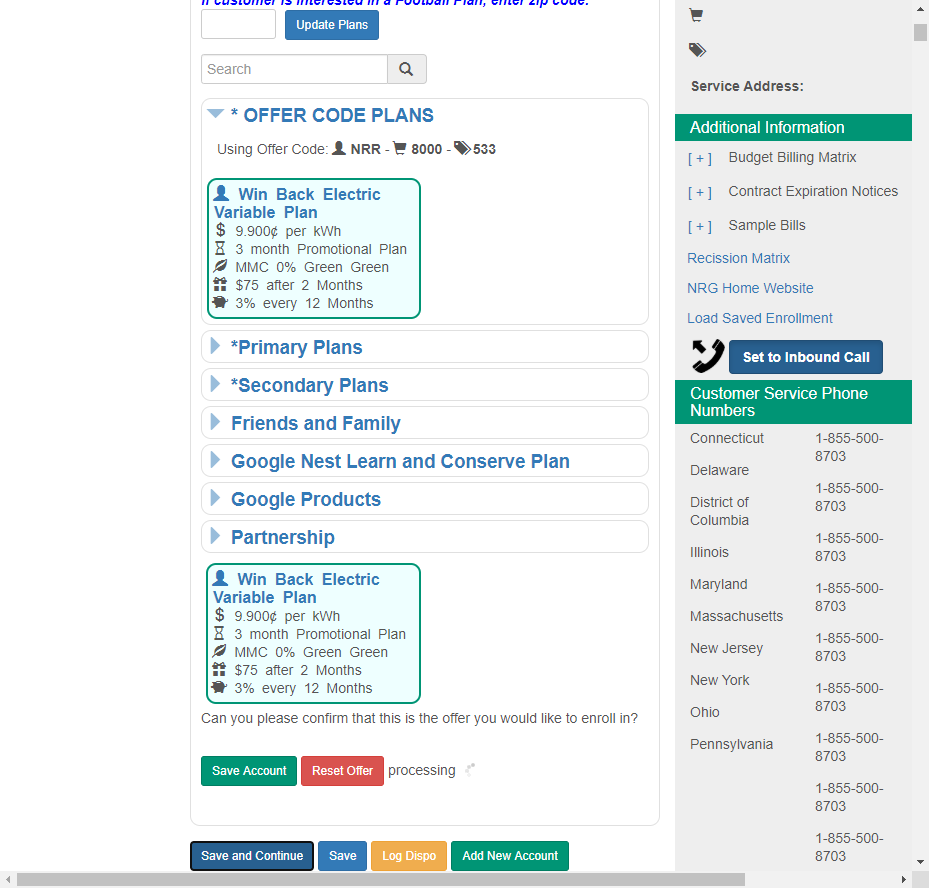 If customer is interested in a Football Plan, enter zip code:
Update Plans
Search
* OFFER CODE PLANS
Using Offer Code: NRR - 8000 - 533
Win Back Electric
Variable Plan
$ 9.900¢ per kWh
3 month Promotional Plan
MMC 0% Green Green
$75 after 2 Months
3% every 12 Months
*Primary Plans
*Secondary Plans
Friends and Family
Google Nest Learn and Conserve Plan
Google Products
Partnership
Win Back Electric
Variable Plan
$ 9.900¢ per kWh
3 month Promotional Plan
MMC 0% Green Green
$75 after 2 Months
3% every 12 Months
Can you please confirm that this is the offer you would like to enroll in?
Save Account
Reset Offer
processing
Save and Continue
Save
Log Dispo
Add New Account
Service Address:
Additional Information
[+] Budget Billing Matrix
[+] Contract Expiration Notices
[+] Sample Bills
Recission Matrix
NRG Home Website
Load Saved Enrollment
Set to Inbound Call
Customer Service Phone
Numbers
Connecticut
Delaware
District of
Columbia
Illinois
Maryland
Massachusetts
New Jersey
New York
Ohio
Pennsylvania
1-855-500-
8703
1-855-500-
8703
1-855-500-
8703
1-855-500-
8703
1-855-500-
8703
1-855-500-
8703
1-855-500-
8703
1-855-500-
8703
1-855-500-
8703